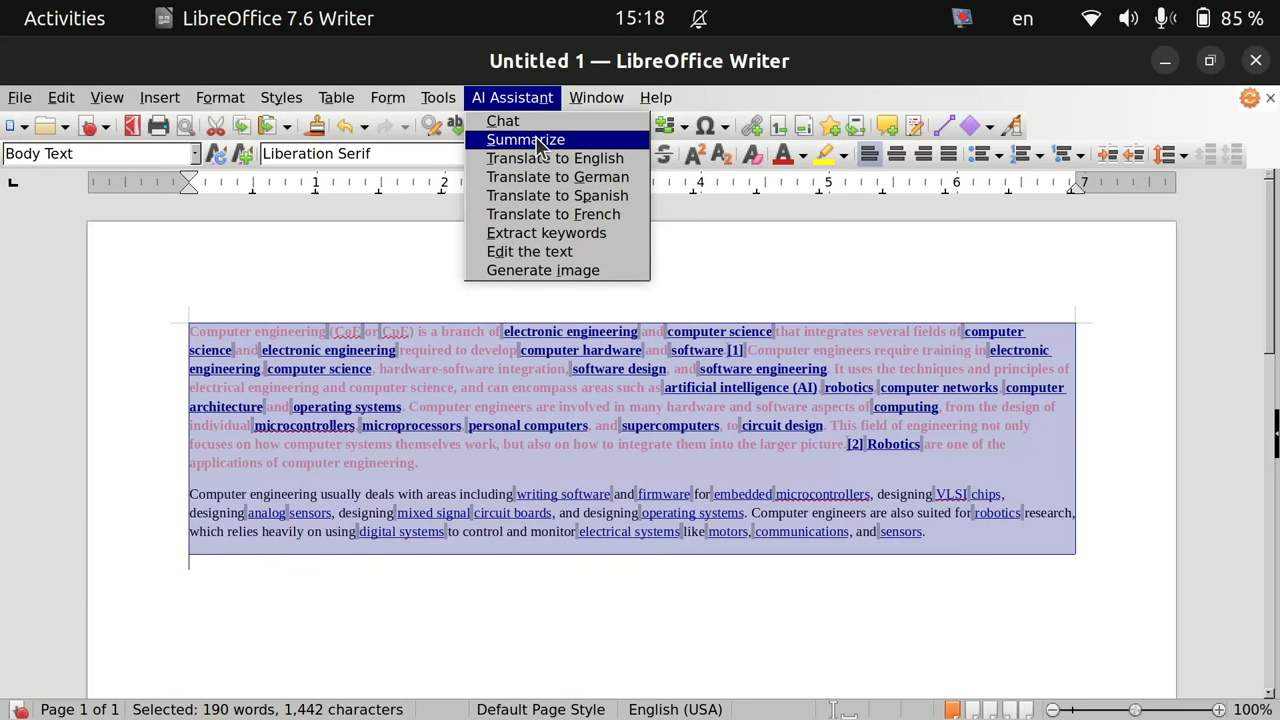 Activities LibreOffice 7.6 Writer 15:18 en 85 %
Untitled 1 — LibreOffice Writer
File Edit View Insert Format Styles Table Form Tools AI Assistant Window Help
Chat
Summarize
Translate to English
Translate to German
Translate to Spanish
Translate to French
Extract keywords
Edit the text
Generate image
Body Text Liberation Serif
1 2 4 5 6 7
Computer engineering (CoE or CpE) is a branch of electronic engineering and computer science that integrates several fields of computer
science and electronic engineering required to develop computer hardware and software.[1] Computer engineers require training in electronic
engineering, computer science, hardware-software integration, software design, and software engineering. It uses the techniques and principles of
electrical engineering and computer science, and can encompass areas such as artificial intelligence (AI), robotics, computer networks, computer
architecture and operating systems. Computer engineers are involved in many hardware and software aspects of computing, from the design of
individual microcontrollers, microprocessors, personal computers, and supercomputers, to circuit design. This field of engineering not only
focuses on how computer systems themselves work, but also on how to integrate them into the larger picture.[2] Robotics are one of the
applications of computer engineering.
Computer engineering usually deals with areas including writing software and firmware for embedded microcontrollers, designing VLSI chips,
designing analog sensors, designing mixed signal circuit boards, and designing operating systems. Computer engineers are also suited for robotics research,
which relies heavily on using digital systems to control and monitor electrical systems like motors, communications, and sensors.
Page 1 of 1 Selected: 190 words, 1,442 characters Default Page Style English (USA) 100%